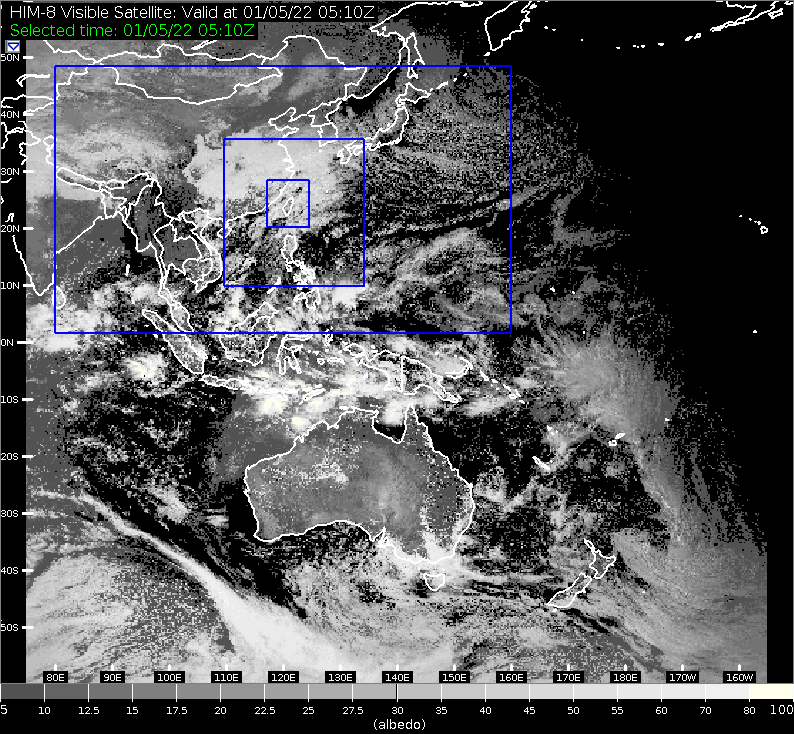 HIM-8 Visible Satellite: Valid at 01/05/22 05:10Z
Selected time: 01/05/22 05:10Z
50N
40N
30N
20N
10N
0N
10S
20S
30S
40S
50S
80E 90E 100E 110E 120E 130E 140E 150E 160E 170E 180E 170W 160W
5 10 12.5 15 17.5 20 22.5 25 27.5 30 35 40 45 50 55 60 70 80 100
(albedo)